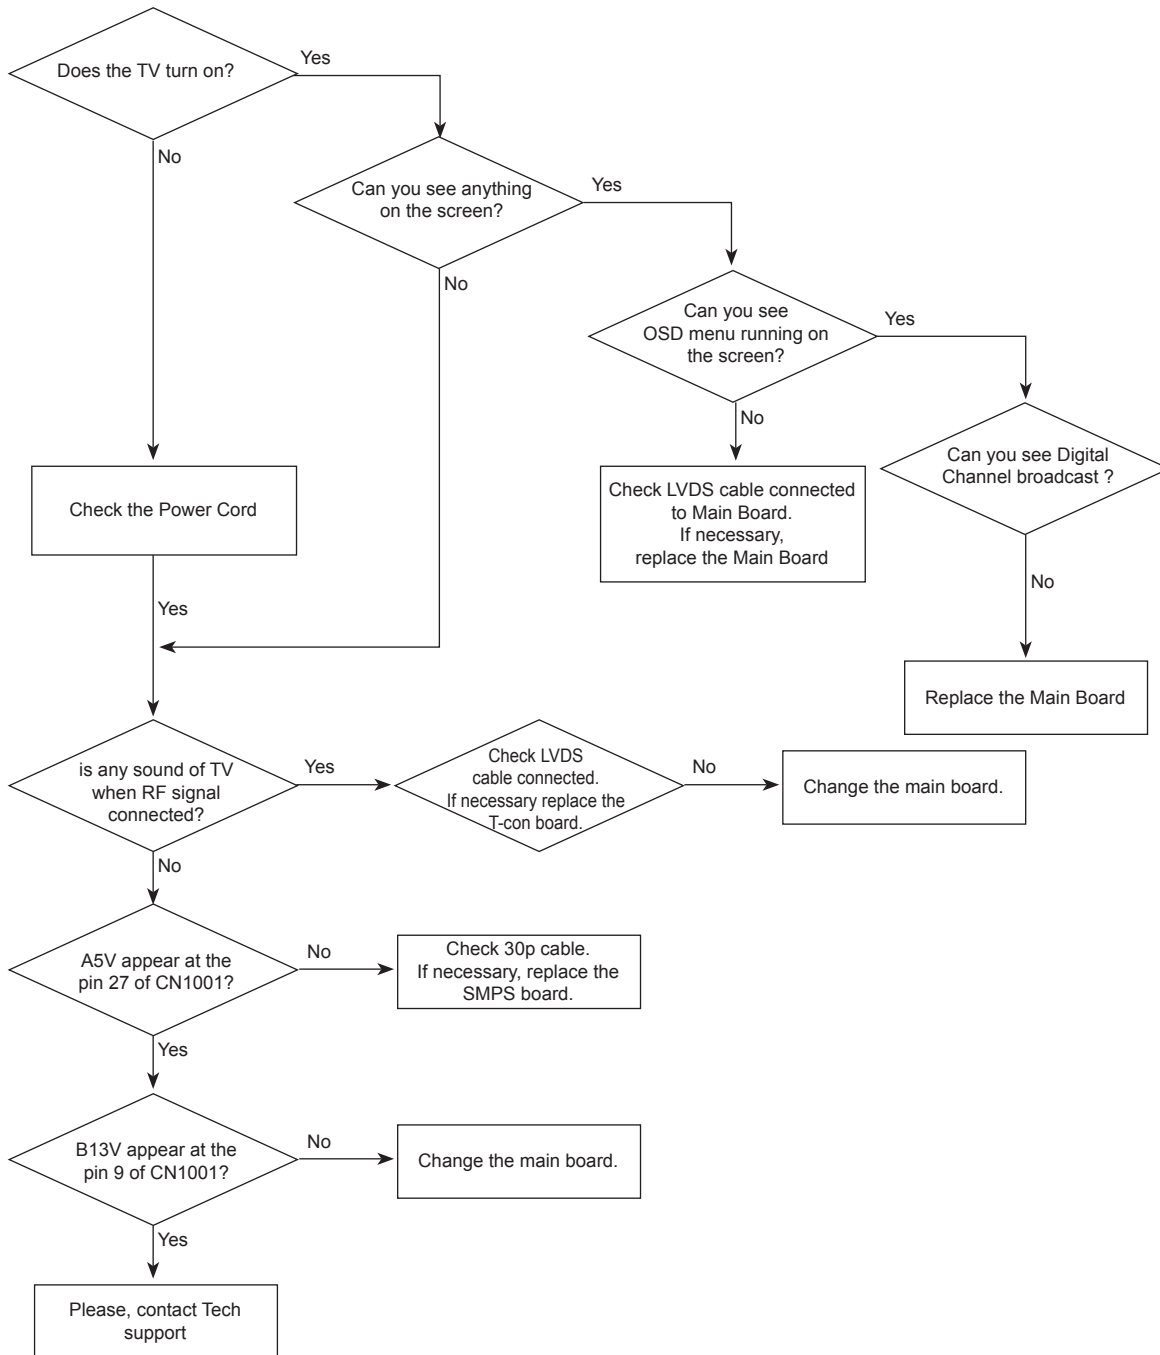 Does the TV turn on?
Yes
No
Can you see anything
on the screen?
Yes
No
Can you see
OSD menu running on
the screen?
Yes
No
Can you see Digital
Channel broadcast ?
No
Check the Power Cord
Yes
Check LVDS cable connected
to Main Board.
If necessary,
replace the Main Board
Replace the Main Board
is any sound of TV
when RF signal
connected?
Yes
No
Check LVDS
cable connected.
If necessary replace the
T-con board.
No
Change the main board.
A5V appear at the
pin 27 of CN1001?
No
Yes
Check 30p cable.
If necessary, replace the
SMPS board.
B13V appear at the
pin 9 of CN1001?
No
Yes
Change the main board.
Please, contact Tech
support